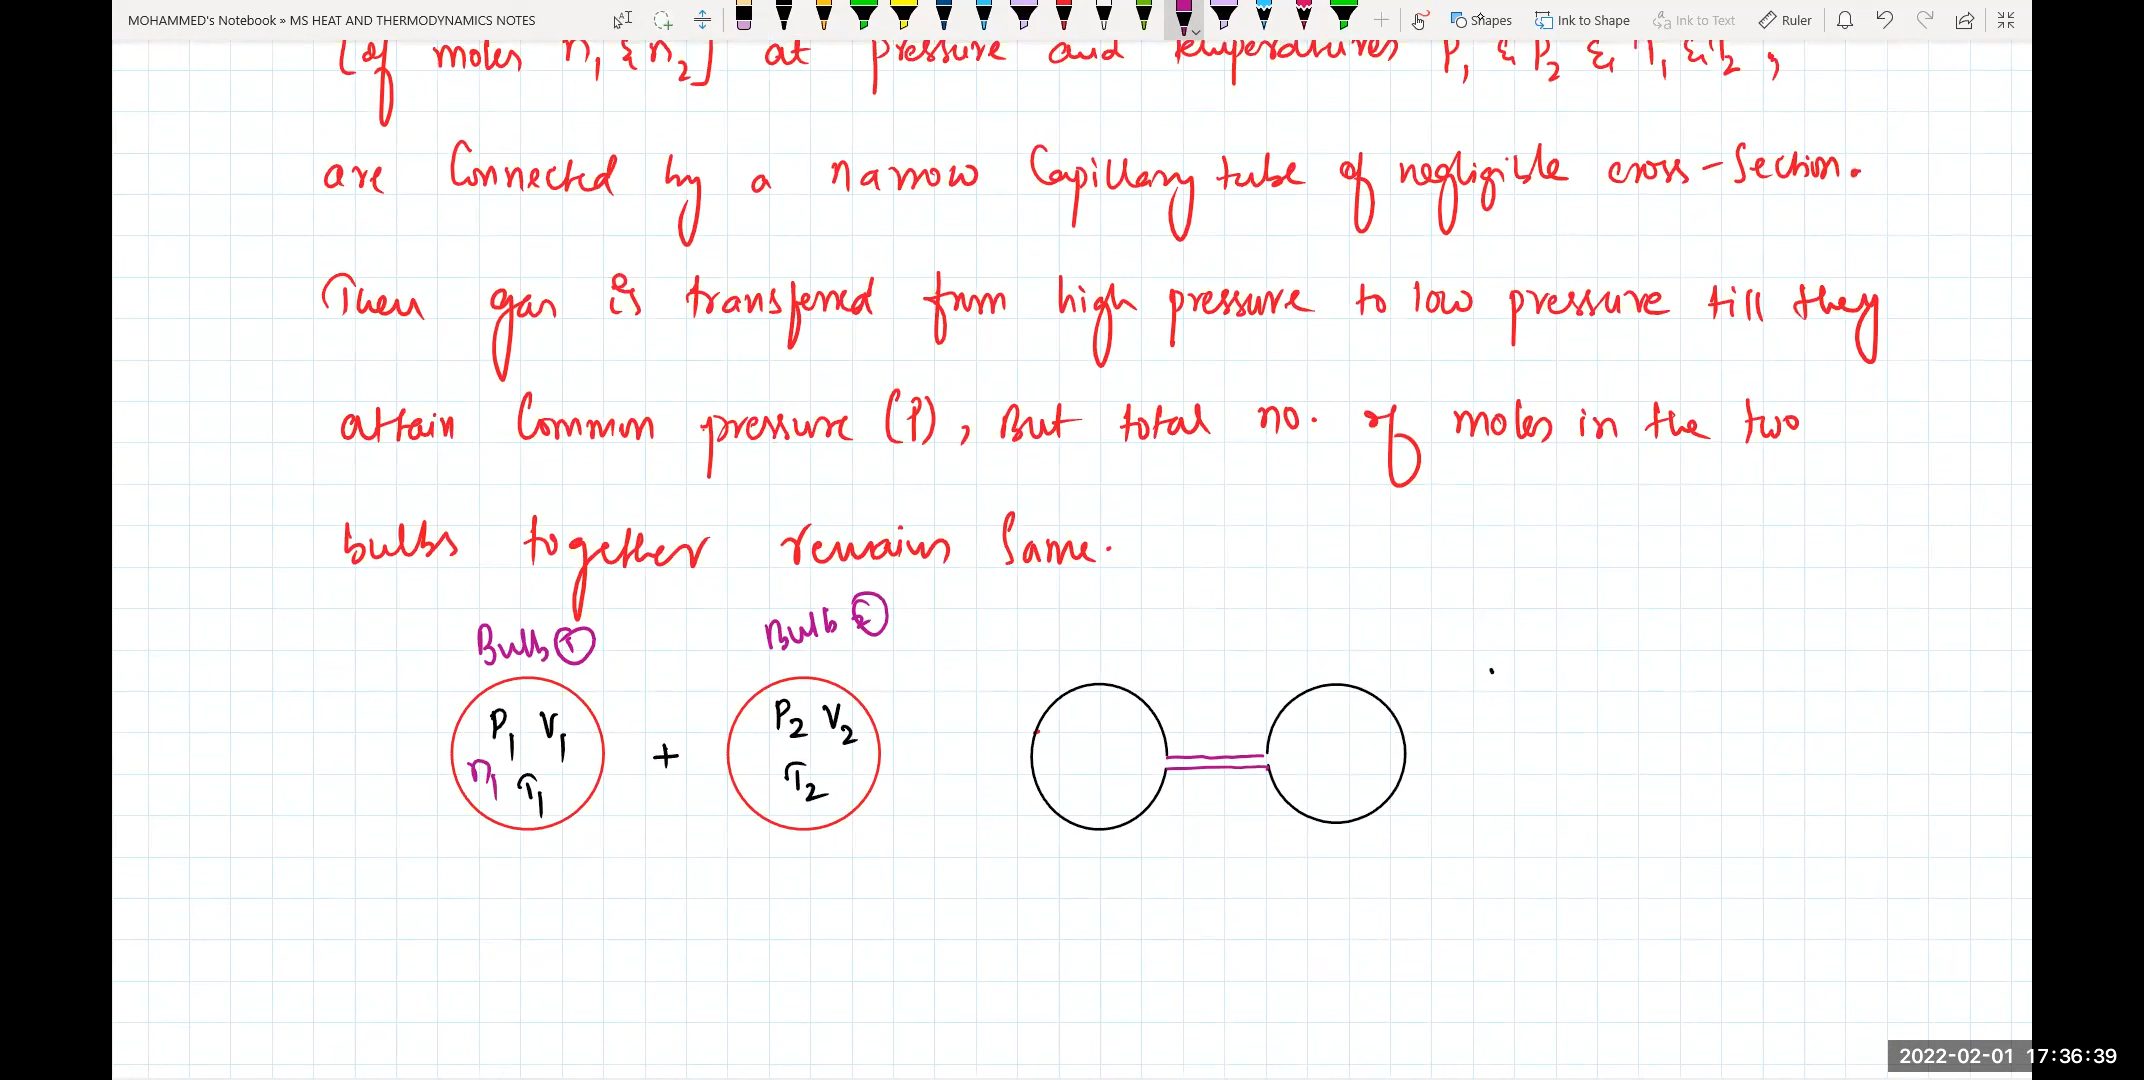 MOHAMMED's Notebook » MS HEAT AND THERMODYNAMICS NOTES
Shapes Ink to Shape Ink to Text Ruler
[of moles n₁ & n₂] at pressure and temperatures P₁ & P₂ & T₁ & T₂,
are Connected by a narrow Capillary tube of negligible cross-Section.
Then gas is transferred from high pressure to low pressure till they
attain Common pressure (P), But total no. of moles in the two
bulbs together remains Same.
Bulb ① Bulb ②
P₁ V₁ + P₂ V₂
n₁ T₁ T₂
2022-02-01 17:36:39